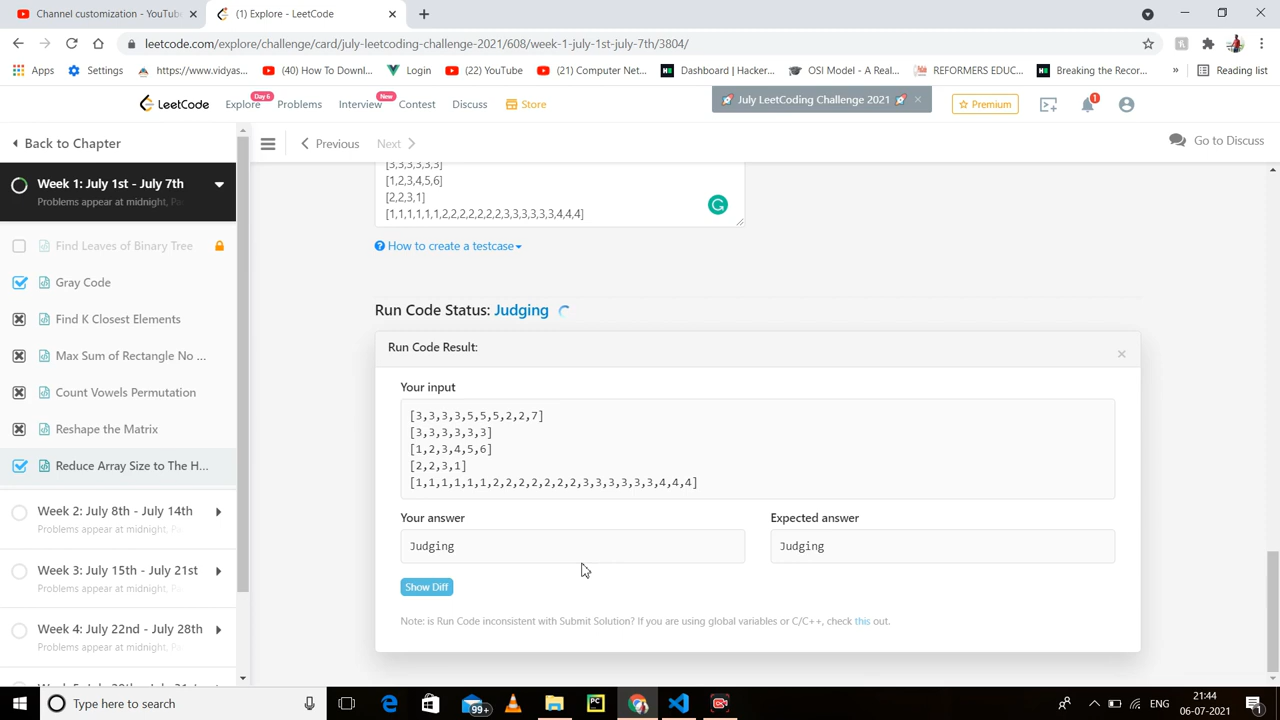 Channel customization - YouTube
(1) Explore - LeetCode
leetcode.com/explore/challenge/card/july-leetcoding-challenge-2021/608/week-1-july-1st-july-7th/3804/
Apps
Settings
https://www.vidyas...
(40) How To Downl...
Login
(22) YouTube
(21) Computer Net...
Dashboard | Hacker...
OSI Model - A Real...
REFORMERS EDUC...
Breaking the Recor...
»
Reading list
LeetCode
Explore
Day 6
Problems
Interview
New
Contest
Discuss
Store
July LeetCoding Challenge 2021
Premium
1
Back to Chapter
Previous
Next
Go to Discuss
Week 1: July 1st - July 7th
Problems appear at midnight, Pa
Find Leaves of Binary Tree
Gray Code
Find K Closest Elements
Max Sum of Rectangle No ...
Count Vowels Permutation
Reshape the Matrix
Reduce Array Size to The H...
Week 2: July 8th - July 14th
Problems appear at midnight, Pa
Week 3: July 15th - July 21st
Problems appear at midnight, Pa
Week 4: July 22nd - July 28th
Problems appear at midnight, Pa
[3,3,3,3,3,3]
[1,2,3,4,5,6]
[2,2,3,1]
[1,1,1,1,1,1,2,2,2,2,2,2,2,3,3,3,3,3,3,4,4,4]
How to create a testcase
Run Code Status: Judging
Run Code Result:
×
Your input
[3,3,3,3,5,5,5,2,2,7]
[3,3,3,3,3,3]
[1,2,3,4,5,6]
[2,2,3,1]
[1,1,1,1,1,1,2,2,2,2,2,2,2,3,3,3,3,3,3,4,4,4]
Your answer
Expected answer
Judging
Judging
Show Diff
Note: is Run Code inconsistent with Submit Solution? If you are using global variables or C/C++, check this out.
Type here to search
99+
PC
ENG
21:44
06-07-2021
1